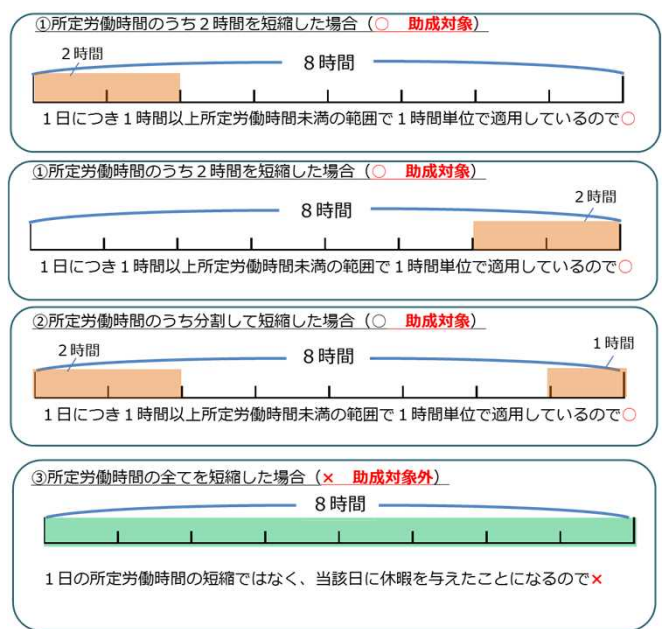 ①所定労働時間のうち２時間を短縮した場合（○　助成対象）
２時間
８時間
１日につき１時間以上所定労働時間未満の範囲で１時間単位で適用しているので○
①所定労働時間のうち２時間を短縮した場合（○　助成対象）
２時間
８時間
１日につき１時間以上所定労働時間未満の範囲で１時間単位で適用しているので○
②所定労働時間のうち分割して短縮した場合（○　助成対象）
２時間
８時間
１時間
１日につき１時間以上所定労働時間未満の範囲で１時間単位で適用しているので○
③所定労働時間の全てを短縮した場合（×　助成対象外）
８時間
１日の所定労働時間の短縮ではなく、当該日に休暇を与えたことになるので×